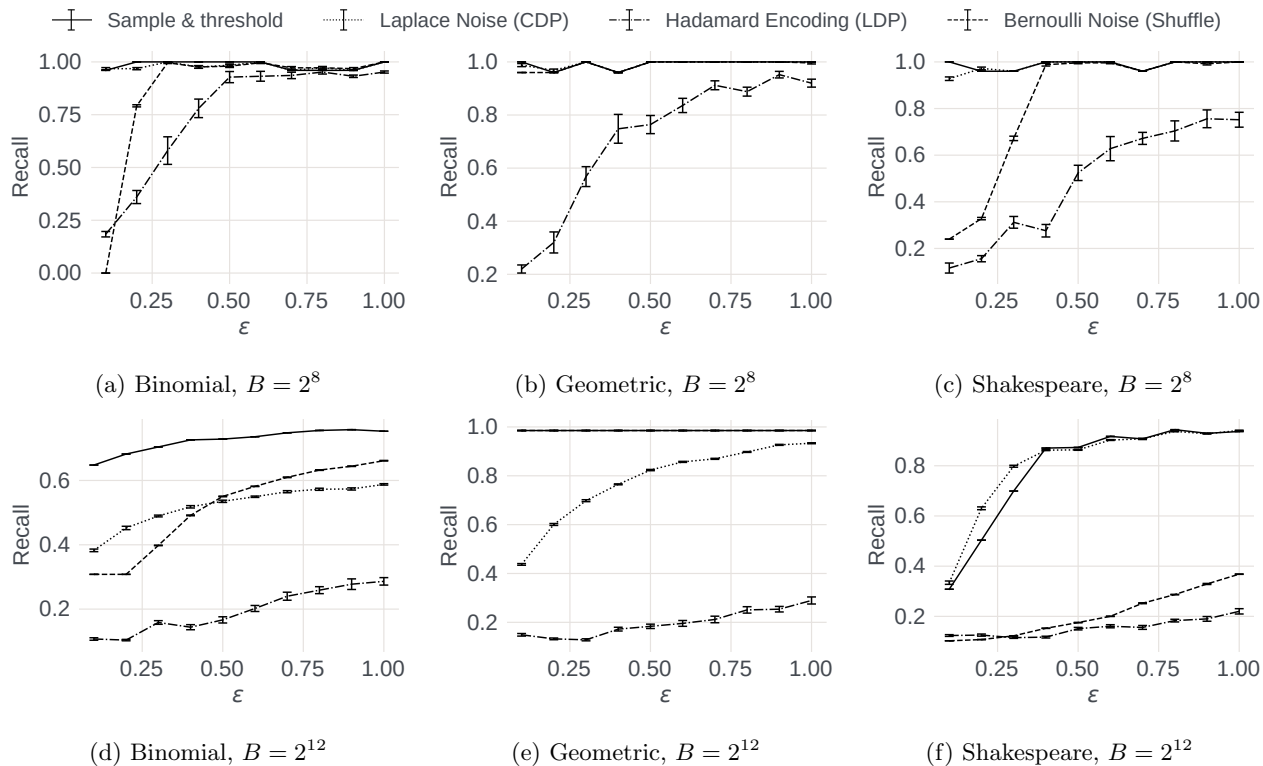 Sample & threshold Laplace Noise (CDP) Hadamard Encoding (LDP) Bernoulli Noise (Shuffle)
Recall
1.00
0.75
0.50
0.25
0.00
0.25 0.50 0.75 1.00
ε
(a) Binomial, B = 2^8
Recall
1.0
0.8
0.6
0.4
0.2
0.25 0.50 0.75 1.00
ε
(b) Geometric, B = 2^8
Recall
1.0
0.8
0.6
0.4
0.2
0.25 0.50 0.75 1.00
ε
(c) Shakespeare, B = 2^8
Recall
0.6
0.4
0.2
0.25 0.50 0.75 1.00
ε
(d) Binomial, B = 2^12
Recall
1.0
0.8
0.6
0.4
0.2
0.25 0.50 0.75 1.00
ε
(e) Geometric, B = 2^12
Recall
0.8
0.6
0.4
0.2
0.25 0.50 0.75 1.00
ε
(f) Shakespeare, B = 2^12